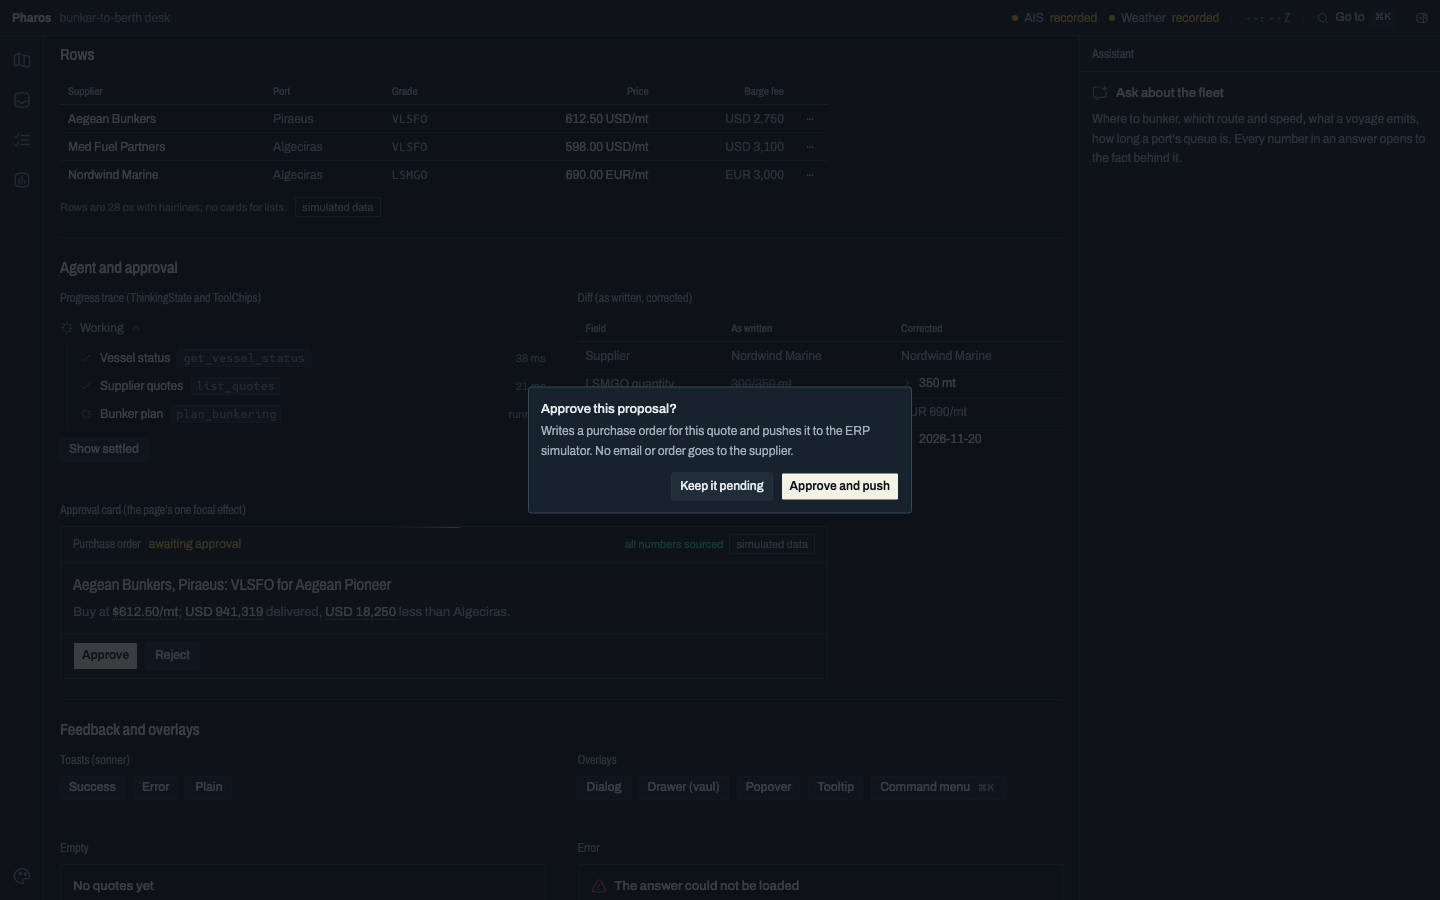 Pharos bunker-to-berth desk
AIS recorded Weather recorded --:--Z Go to ⌘K
Rows
Supplier Port Grade Price Barge fee
Aegean Bunkers Piraeus VLSFO 612.50 USD/mt USD 2,750 ···
Med Fuel Partners Algeciras VLSFO 598.00 USD/mt USD 3,100 ···
Nordwind Marine Algeciras LSMGO 690.00 EUR/mt EUR 3,000 ···
Rows are 28 px with hairlines; no cards for lists. simulated data
Agent and approval
Progress trace (ThinkingState and ToolChips)
Working
Vessel status get_vessel_status 38 ms
Supplier quotes list_quotes 21 ms
Bunker plan plan_bunkering
Show settled
Diff (as written, corrected)
Field As written Corrected
Supplier Nordwind Marine Nordwind Marine
LSMGO quantity 300/350 mt 350 mt
UR 690/mt
2026-11-20
Approve this proposal?
Writes a purchase order for this quote and pushes it to the ERP
simulator. No email or order goes to the supplier.
Keep it pending Approve and push
Approval card (the page's one focal effect)
Purchase order awaiting approval all numbers sourced simulated data
Aegean Bunkers, Piraeus: VLSFO for Aegean Pioneer
Buy at $612.50/mt; USD 941,319 delivered, USD 18,250 less than Algeciras.
Approve Reject
Feedback and overlays
Toasts (sonner)
Success Error Plain
Overlays
Dialog Drawer (vaul) Popover Tooltip Command menu ⌘K
Empty
No quotes yet
Error
The answer could not be loaded
Assistant
Ask about the fleet
Where to bunker, which route and speed, what a voyage emits,
how long a port's queue is. Every number in an answer opens to
the fact behind it.